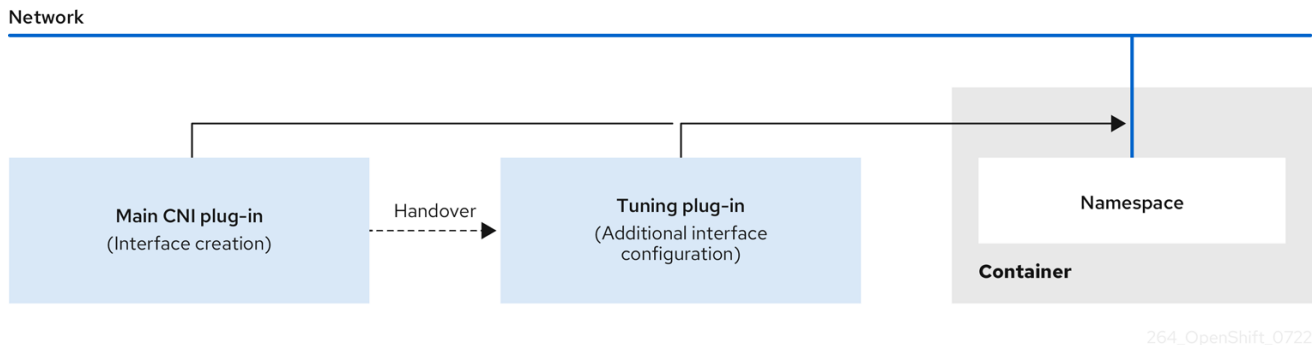 Network
Main CNI plug-in
(Interface creation)
Handover
Tuning plug-in
(Additional interface
configuration)
Namespace
Container
264_OpenShift_0722